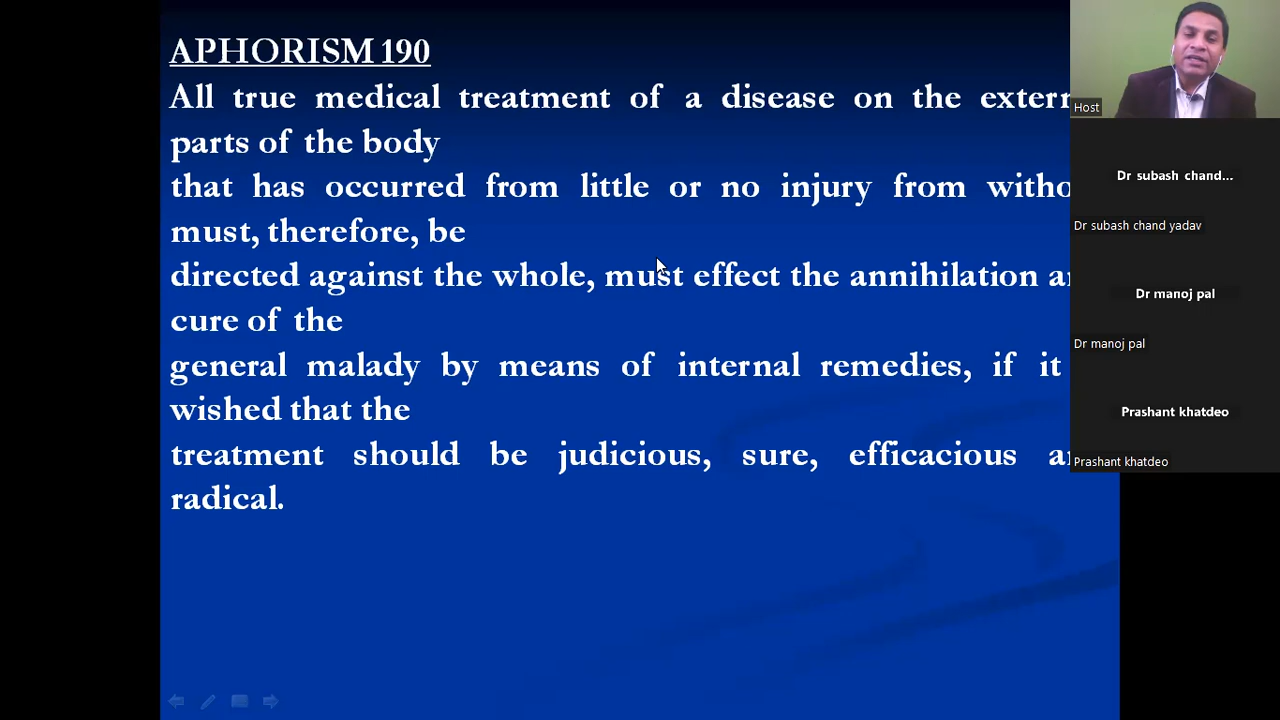 APHORISM 190
All true medical treatment of a disease on the extern
parts of the body
that has occurred from little or no injury from witho
must, therefore, be
directed against the whole, must effect the annihilation a
cure of the
general malady by means of internal remedies, if it
wished that the
treatment should be judicious, sure, efficacious a
radical.
Host
Dr subash chand...
Dr subash chand yadav
Dr manoj pal
Dr manoj pal
Prashant khatdeo
Prashant khatdeo